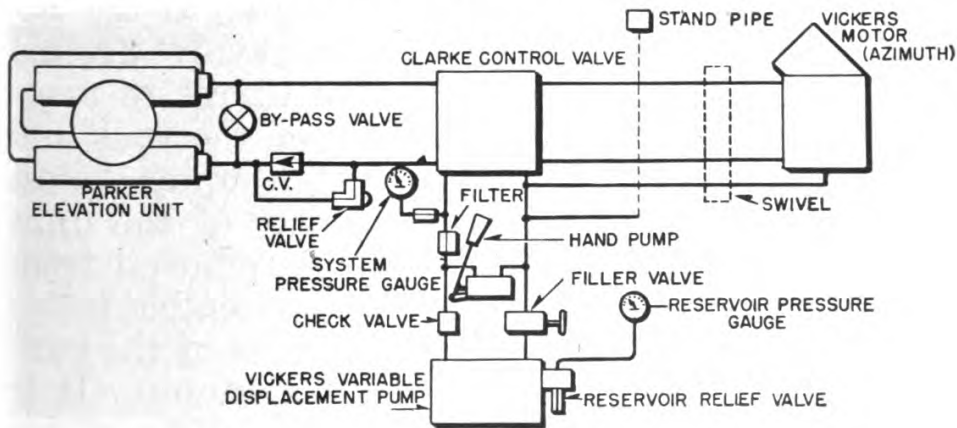 STAND PIPE
VICKERS
MOTOR
(AZIMUTH)
CLARKE CONTROL VALVE
BY-PASS VALVE
C.V.
PARKER
ELEVATION UNIT
RELIEF
VALVE
SYSTEM
PRESSURE GAUGE
FILTER
HAND PUMP
SWIVEL
FILLER VALVE
RESERVOIR PRESSURE
GAUGE
CHECK VALVE
VICKERS VARIABLE
DISPLACEMENT PUMP
RESERVOIR RELIEF VALVE